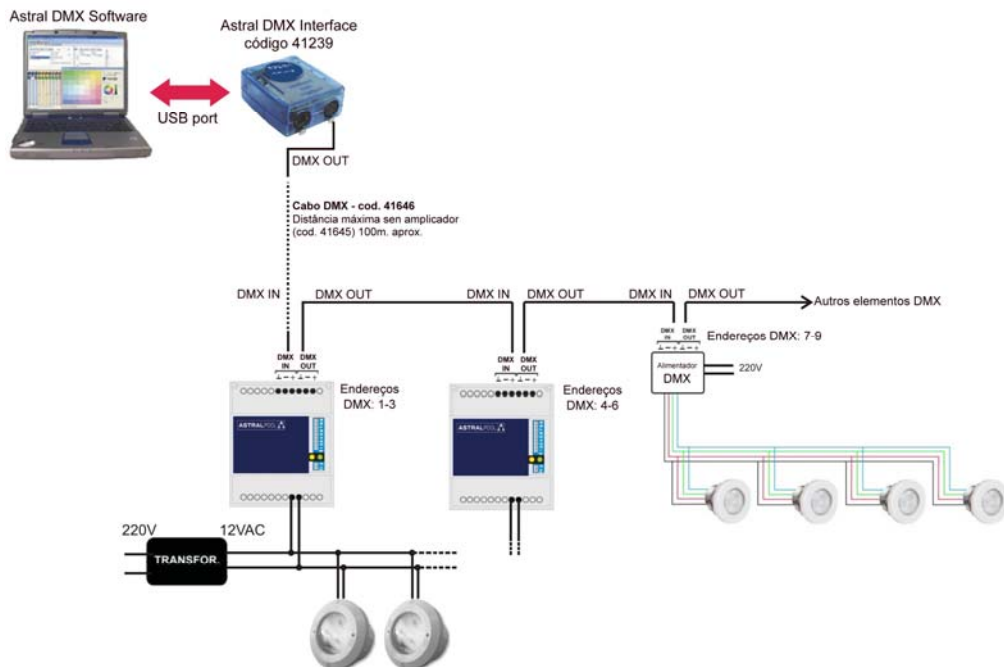 Astral DMX Software
Astral DMX Interface
código 41239
USB port
DMX OUT
Cabo DMX - cod. 41646
Distância máxima sen amplicador
(cod. 41645) 100m. aprox.
DMX IN
DMX OUT
DMX IN
DMX OUT
DMX IN
DMX OUT
Autros elementos DMX
DMX
IN
DMX
OUT
Endereços
DMX: 1-3
ASTRALPOOL
DMX
IN
DMX
OUT
Endereços
DMX: 4-6
ASTRALPOOL
DMX
IN
DMX
OUT
Endereços DMX: 7-9
Alimentador
DMX
220V
220V
12VAC
TRANSFOR.